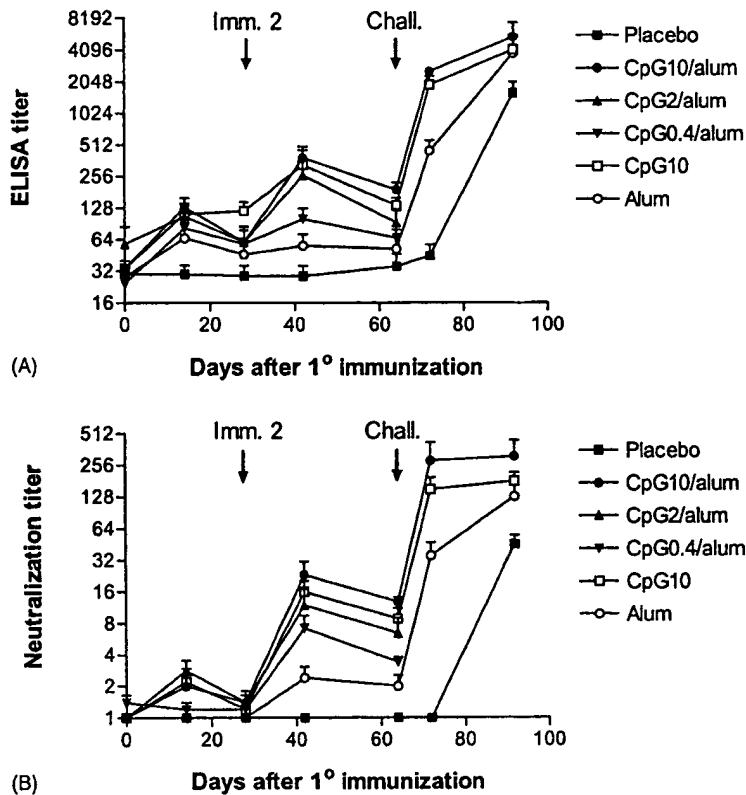 Imm. 2
Chall.
8192
4096
2048
1024
512
256
128
64
32
16
ELISA titer
0
20
40
60
80
100
Days after 1° immunization
(A)
Placebo
CpG10/alum
CpG2/alum
CpG0.4/alum
CpG10
Alum
Imm. 2
Chall.
512
256
128
64
32
16
8
4
2
1
Neutralization titer
0
20
40
60
80
100
Days after 1° immunization
(B)
Placebo
CpG10/alum
CpG2/alum
CpG0.4/alum
CpG10
Alum